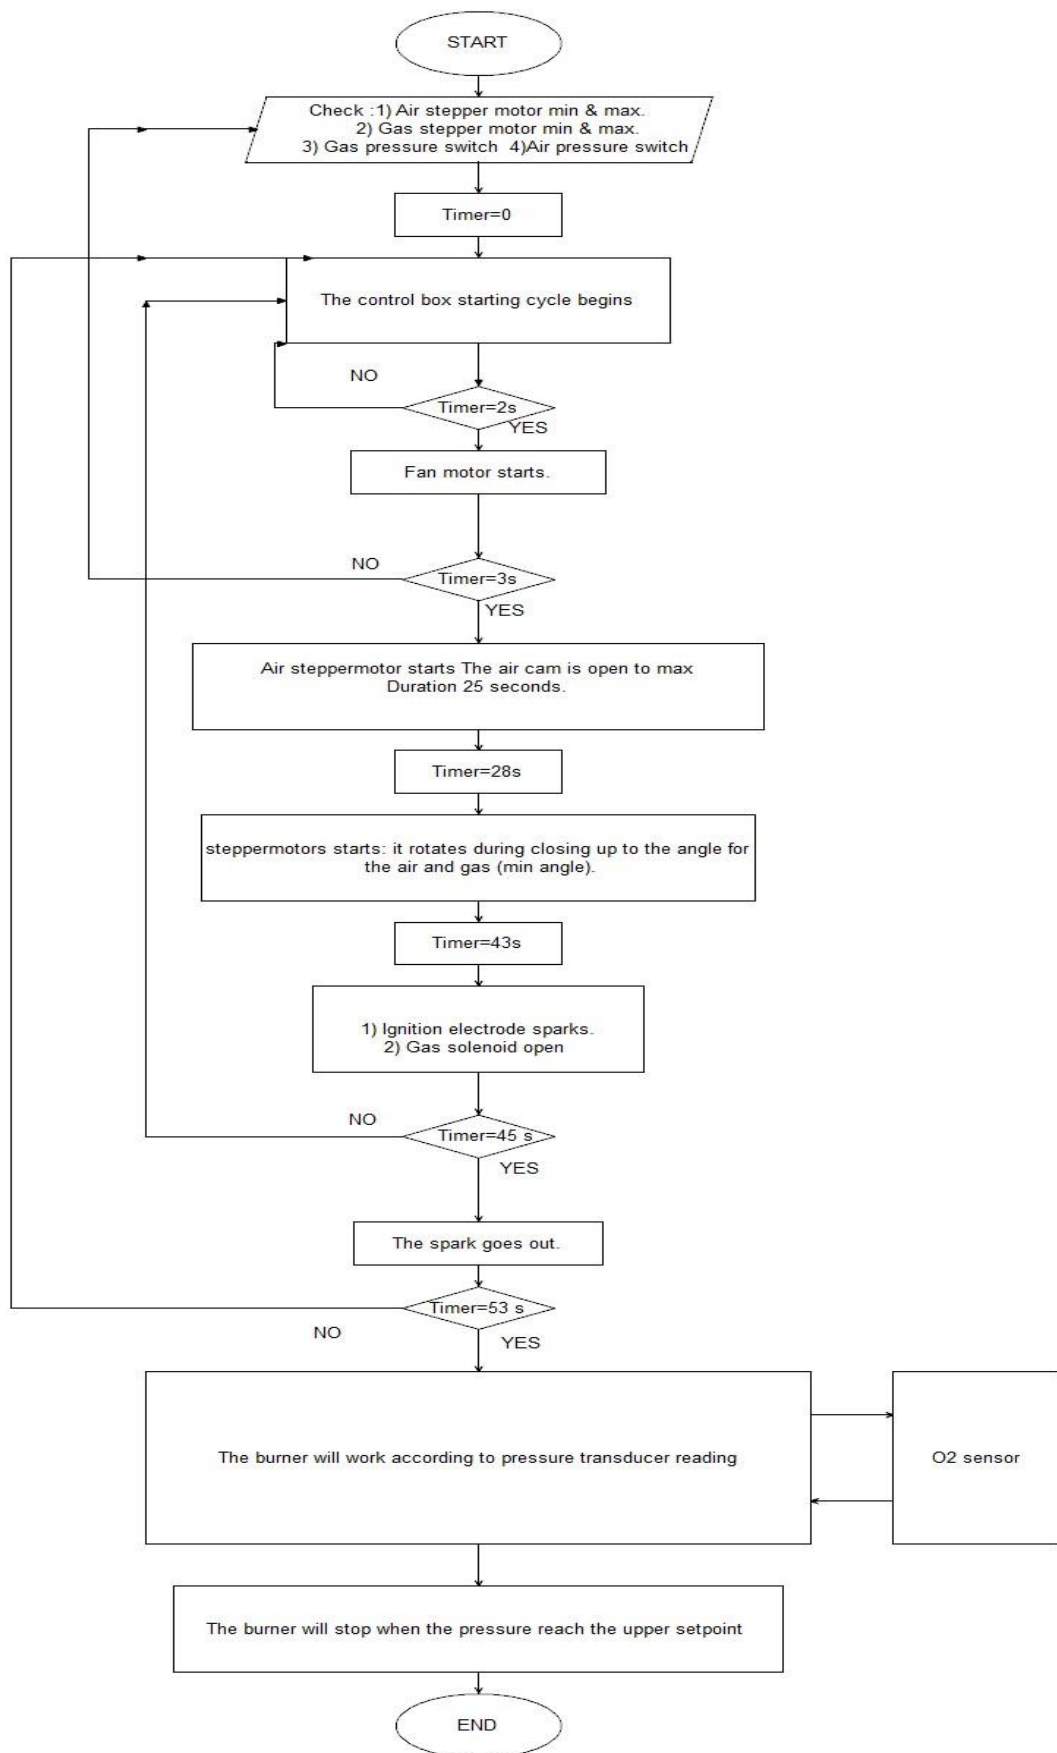 START
Check :1) Air stepper motor min & max.
2) Gas stepper motor min & max.
3) Gas pressure switch 4)Air pressure switch
Timer=0
The control box starting cycle begins
NO
Timer=2s
YES
Fan motor starts.
NO
Timer=3s
YES
Air steppermotor starts The air cam is open to max
Duration 25 seconds.
Timer=28s
steppermotors starts: it rotates during closing up to the angle for
the air and gas (min angle).
Timer=43s
1) Ignition electrode sparks.
2) Gas solenoid open
NO
Timer=45 s
YES
The spark goes out.
Timer=53 s
NO
YES
The burner will work according to pressure transducer reading
O2 sensor
The burner will stop when the pressure reach the upper setpoint
END